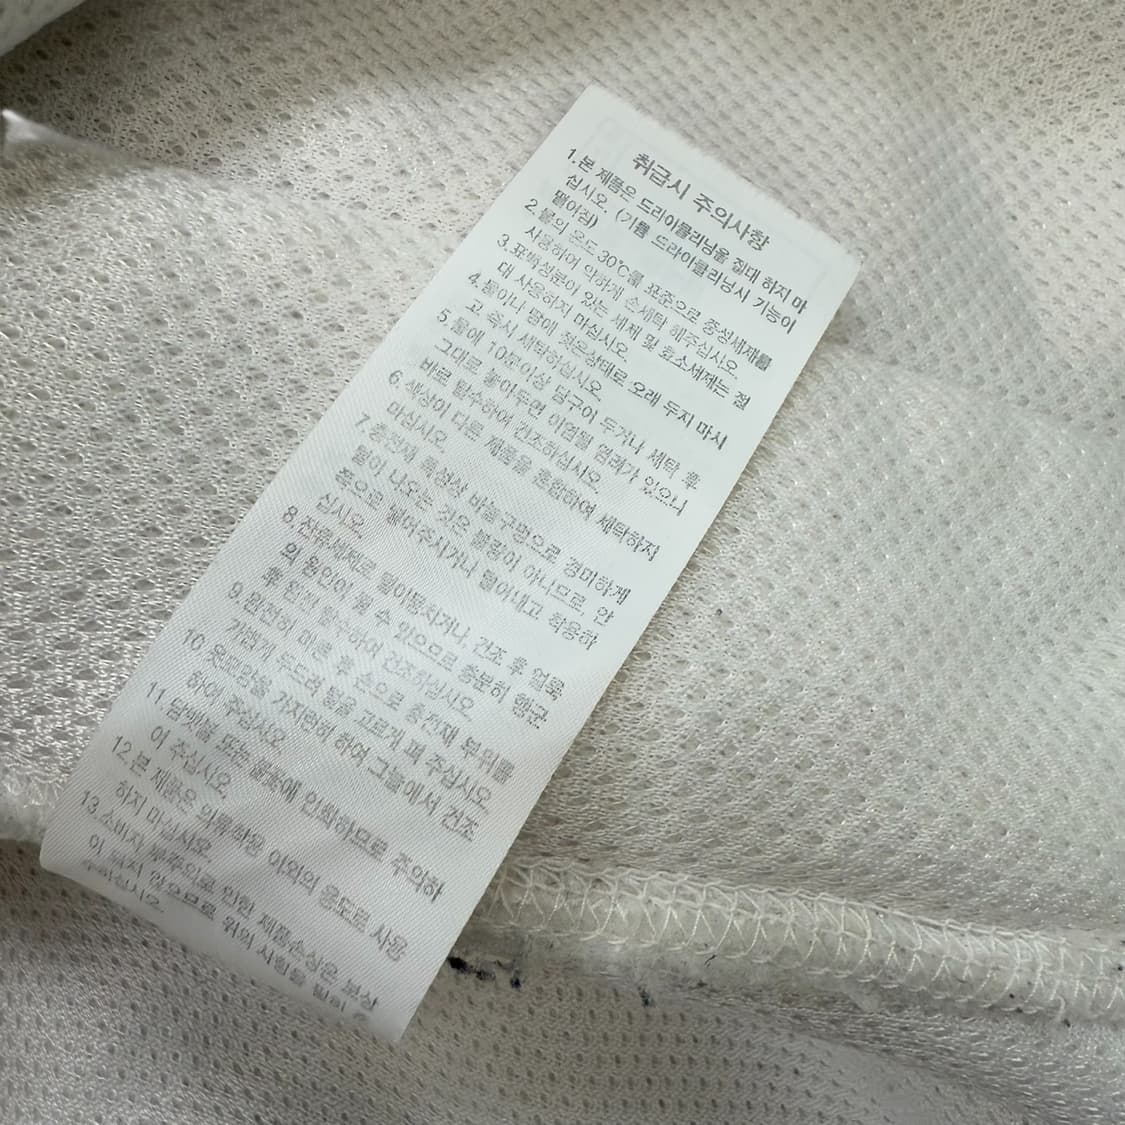 취급시 주의사항
1.본 제품은 드라이클리닝을 절대 하지 마
십시오. (기름 드라이클리닝시 기능이
떨어짐)
2.물의 온도 30℃를 표준으로 중성세제를
사용하여 약하게 손세탁 해주십시오.
3.표백성분이 있는 세제 및 효소세제는 절
대 사용하지 마십시오.
4.물이나 땀에 젖은상태로 오래 두지 마시
고 즉시 세탁하십시오.
5.물에 10분이상 담구어 두거나 세탁 후
그대로 놓아두면 이염될 염려가 있으니
바로 탈수하여 건조하십시오.
6.색상이 다른 제품을 혼합하여 세탁하지
마십시오.
7.충전재 특성상 바늘구멍으로 경미하게
털이 나오는 것은 불량이 아니므로, 안
쪽으로 넣어주시거나 털어내고 착용하
십시오.
8.잔류세제로 털이뭉치거나, 건조 후 얼룩
의 원인이 될 수 있으므로 충분히 헹군
후 완전 탈수하여 건조하십시오.
9.완전히 마른 후 손으로 충전재 부위를
가볍게 두드려 털을 고르게 펴 주십시오.
10 옷모양을 가지런히 하여 그늘에서 건조
하여 주십시오.
11.담뱃불 또는 불꽃에 인화하므로 주의하
여 주십시오.
12.본 제품은 의류착용 이외의 용도로 사용
하지 마십시오.
13.소비자 부주의로 인한 제품손상은 보상
이 되지 않으므로 위의 사항을 필히
주십시오.